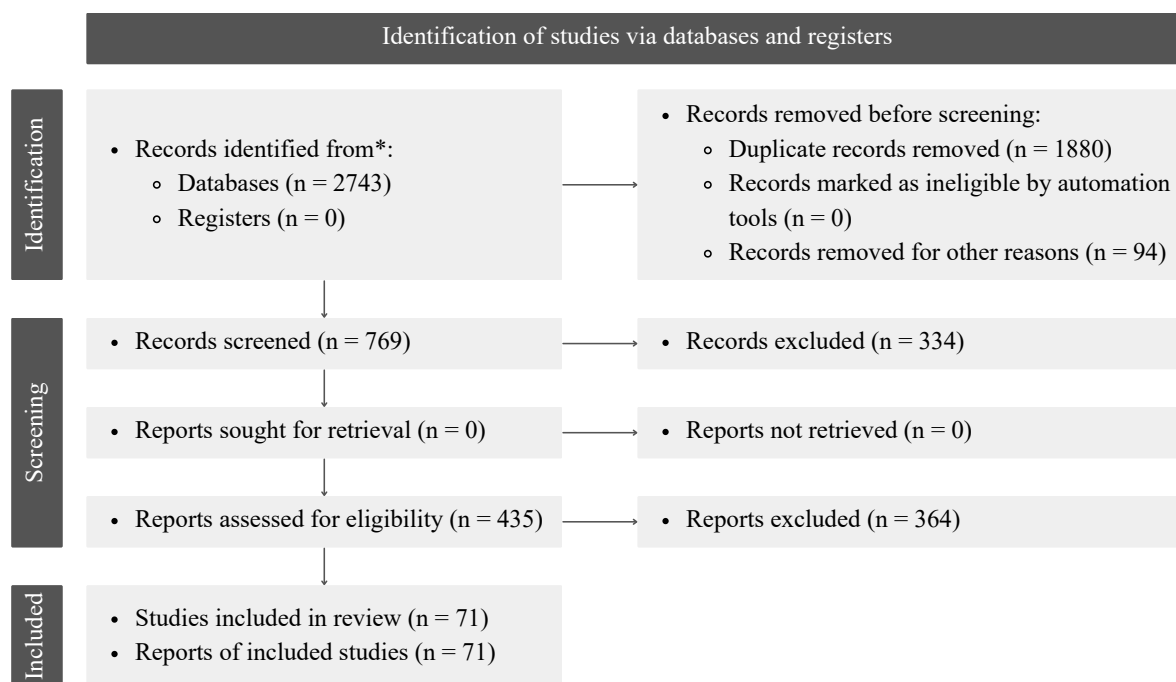 Identification of studies via databases and registers
Identification
• Records identified from*:
◦ Databases (n = 2743)
◦ Registers (n = 0)
• Records removed before screening:
◦ Duplicate records removed (n = 1880)
◦ Records marked as ineligible by automation
tools (n = 0)
◦ Records removed for other reasons (n = 94)
Screening
• Records screened (n = 769)
• Records excluded (n = 334)
• Reports sought for retrieval (n = 0)
• Reports not retrieved (n = 0)
• Reports assessed for eligibility (n = 435)
• Reports excluded (n = 364)
Included
• Studies included in review (n = 71)
• Reports of included studies (n = 71)